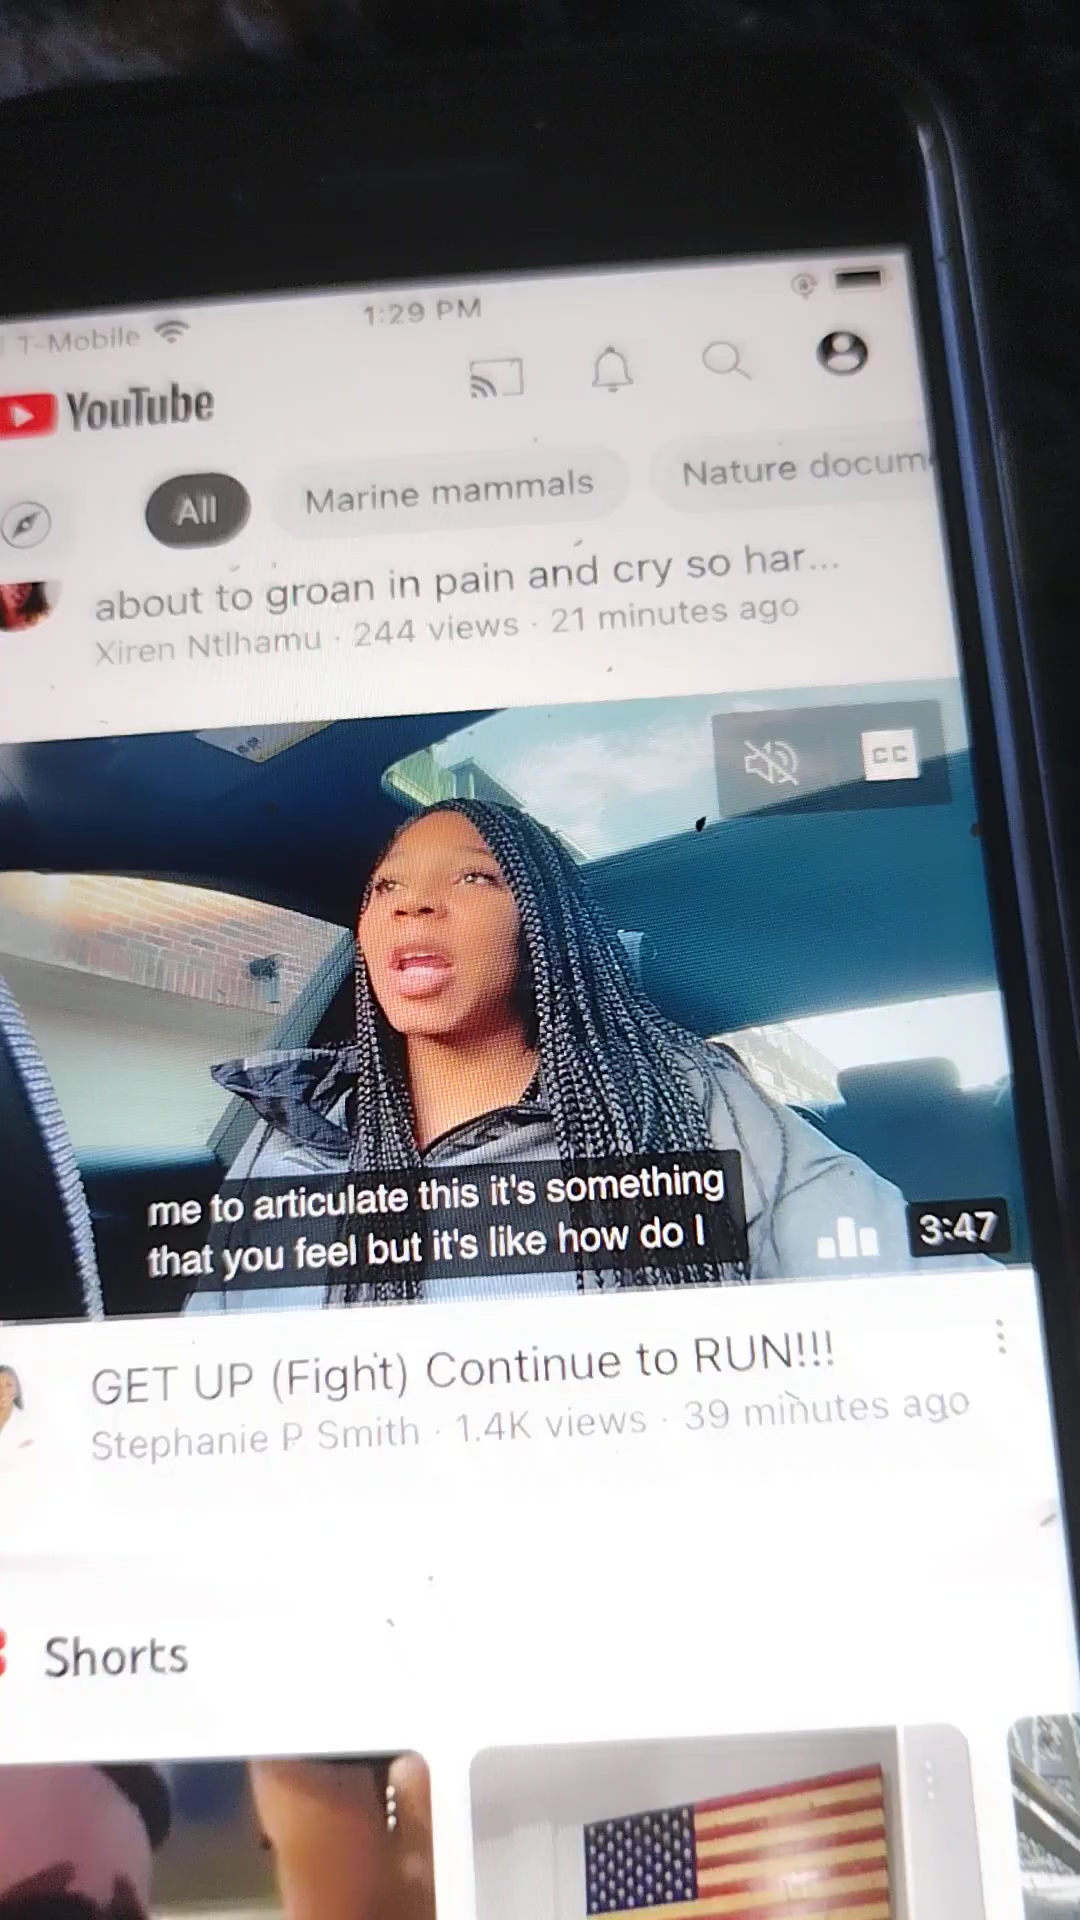 T-Mobile 1:29 PM
YouTube
All Marine mammals Nature docum
about to groan in pain and cry so har...
Xiren Ntlhamu · 244 views · 21 minutes ago
CC
me to articulate this it's something
that you feel but it's like how do I
3:47
GET UP (Fight) Continue to RUN!!!
Stephanie P Smith · 1.4K views · 39 minutes ago
Shorts